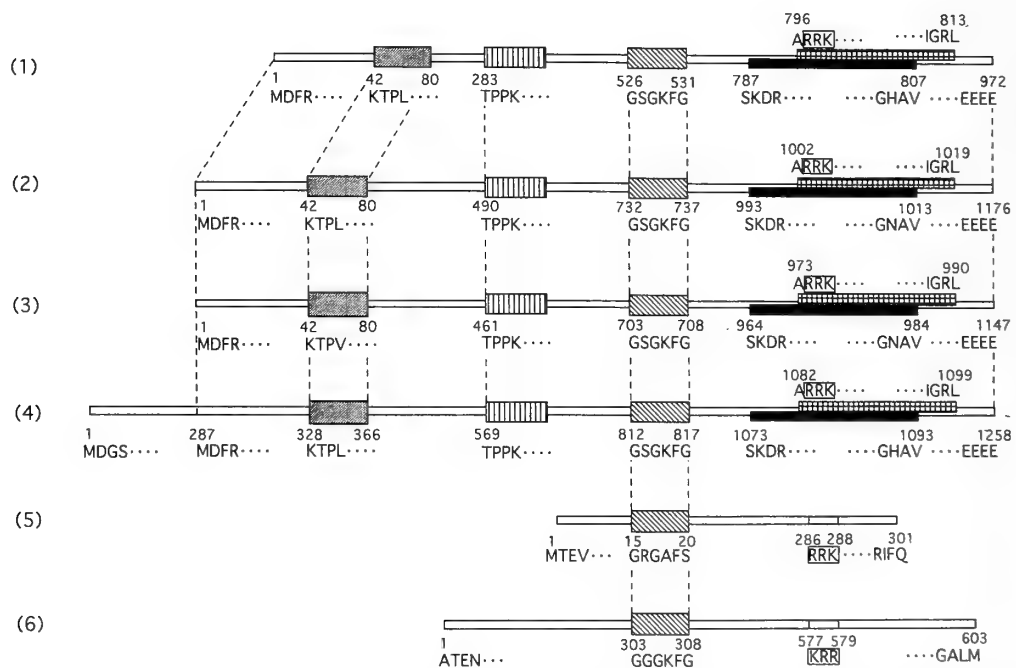 796 813
ARRK···· ····IGRL
(1)
1 42 80 283 526 531 787 807 972
MDFR···· KTPL···· TPPK···· GSGKFG SKDR···· ····GHAV ····EEEE
1002 1019
ARRK···· ····IGRL
(2)
1 42 80 490 732 737 993 1013 1176
MDFR···· KTPL···· TPPK···· GSGKFG SKDR···· ····GNAV ····EEEE
973 990
ARRK···· ····IGRL
(3)
1 42 80 461 703 708 964 984 1147
MDFR···· KTPV···· TPPK···· GSGKFG SKDR···· ····GNAV ····EEEE
1082 1099
ARRK···· ····IGRL
(4)
1 287 328 366 569 812 817 1073 1093 1258
MDGS···· MDFR···· KTPL···· TPPK···· GSGKFG SKDR···· ····GHAV ····EEEE
(5)
1 15 20 286 288 301
MTEV··· GRGAFS RRK ····RIFQ
(6)
1 303 308 577 579 603
ATEN··· GGGKFG KRR ····GALM